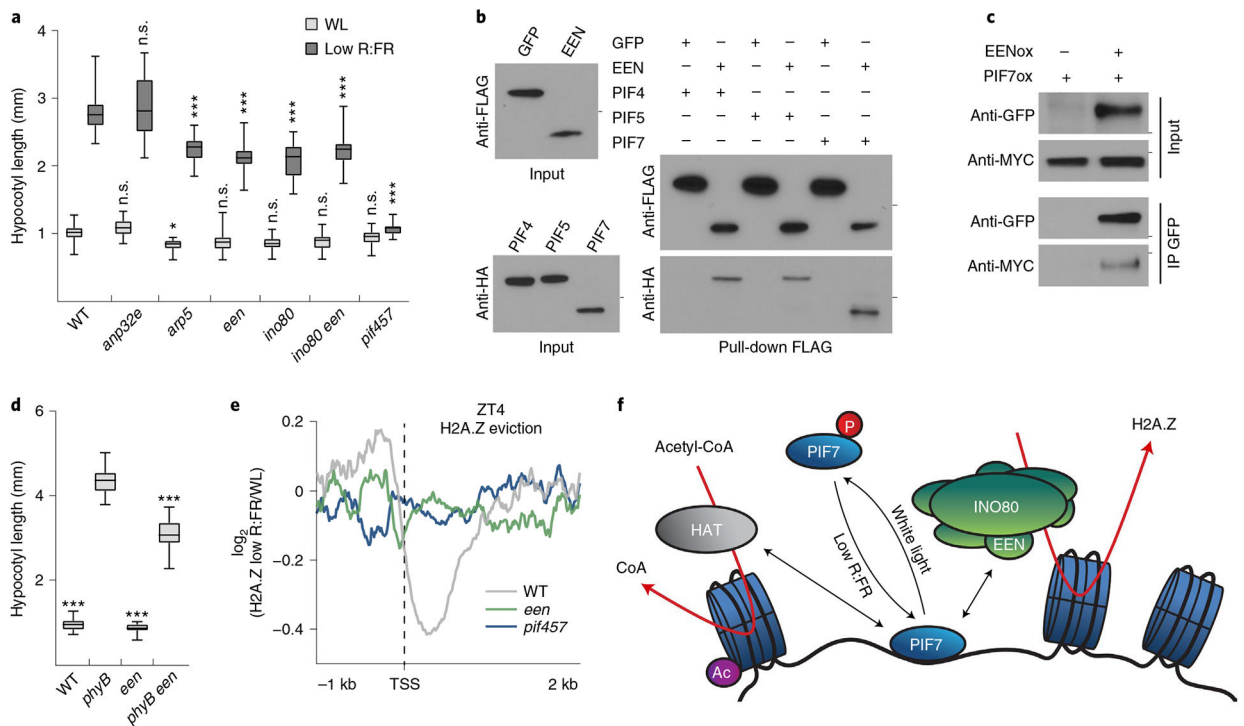 a
Hypocotyl length (mm)
4
3
2
1
WL
Low R:FR
n.s.
n.s.
*
***
n.s.
***
n.s.
***
n.s.
***
n.s.
***
WT
anp32e
arp5
een
ino80
ino80 een
pif457
b
GFP
EEN
Anti-FLAG
Input
PIF4
PIF5
PIF7
Anti-HA
Input
GFP + – + – + –
EEN – + – + – +
PIF4 + + – – – –
PIF5 – – + + – –
PIF7 – – – – + +
Anti-FLAG
Anti-HA
Pull-down FLAG
c
EENox – +
PIF7ox + +
Anti-GFP
Anti-MYC
Input
Anti-GFP
Anti-MYC
IP GFP
d
Hypocotyl length (mm)
6
4
2
***
***
***
WT
phyB
een
phyB een
e
ZT4
H2A.Z eviction
log2
(H2A.Z low R:FR/WL)
0.2
0
–0.2
–0.4
WT
een
pif457
–1 kb
TSS
2 kb
f
Acetyl-CoA
HAT
CoA
Ac
P
PIF7
White light
Low R:FR
PIF7
INO80
EEN
H2A.Z